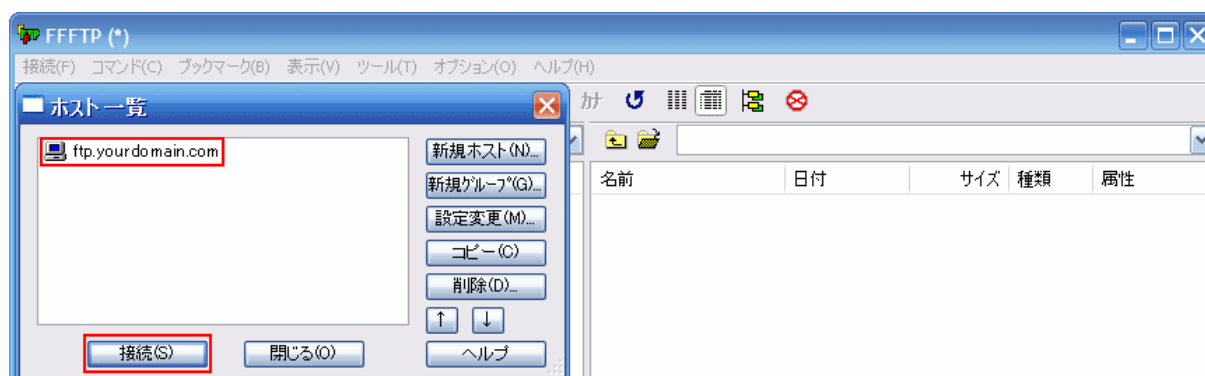 FFFTP (*)
接続(F) コマンド(C) ブックマーク(B) 表示(V) ツール(T) オプション(O) ヘルプ(H)
ホスト一覧
ftp.yourdomain.com
新規ホスト(N)...
新規グループ(G)...
設定変更(M)...
コピー(C)
削除(D)...
↑ ↓
接続(S) 閉じる(O) ヘルプ
カナ
名前 日付 サイズ 種類 属性